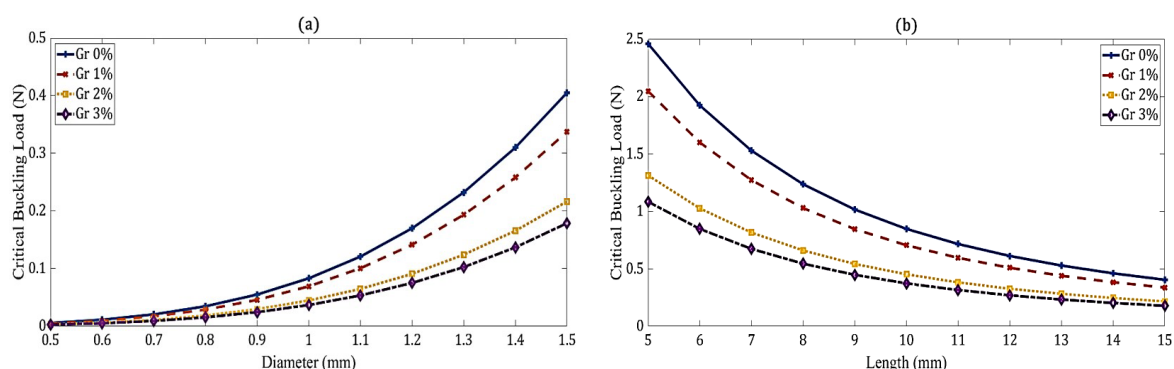 (a)
0.5
0.4
0.3
0.2
0.1
0
Critical Buckling Load (N)
Gr 0%
Gr 1%
Gr 2%
Gr 3%
0.5 0.6 0.7 0.8 0.9 1 1.1 1.2 1.3 1.4 1.5
Diameter (mm)
(b)
2.5
2
1.5
1
0.5
0
Critical Buckling Load (N)
Gr 0%
Gr 1%
Gr 2%
Gr 3%
5 6 7 8 9 10 11 12 13 14 15
Length (mm)